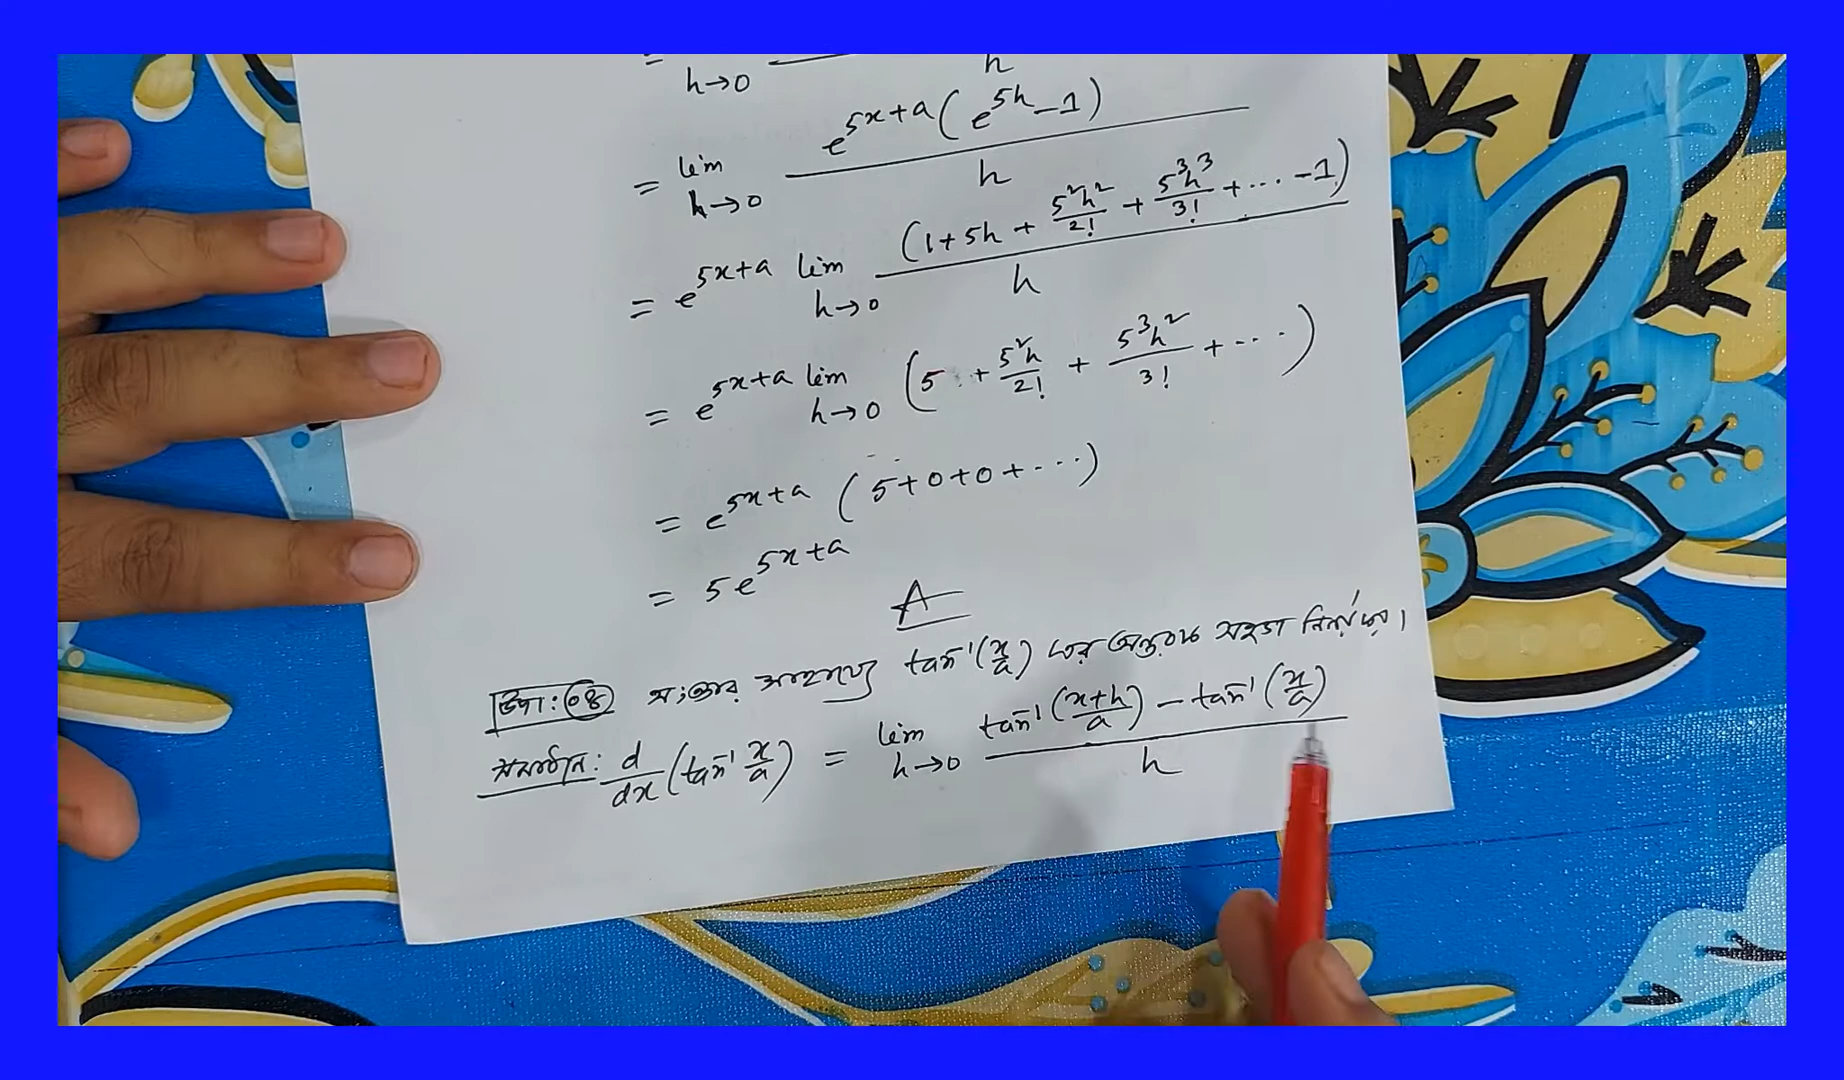 = h→0 h
= lim h→0 e^(5x+a) (e^(5h) - 1) / h
= e^(5x+a) lim h→0 (1 + 5h + 5²h²/2! + 5³h³/3! + ... - 1) / h
= e^(5x+a) lim h→0 (5 + 5²h/2! + 5³h²/3! + ...)
= e^(5x+a) (5 + 0 + 0 + ...)
= 5e^(5x+a)
A
উদা: ০৪ সংজ্ঞার সাহায্যে tan⁻¹(x/a) এর অন্তরক সহগ নির্ণয় কর।
সমাধান: d/dx (tan⁻¹ x/a) = lim h→0 (tan⁻¹((x+h)/a) - tan⁻¹(x/a)) / h